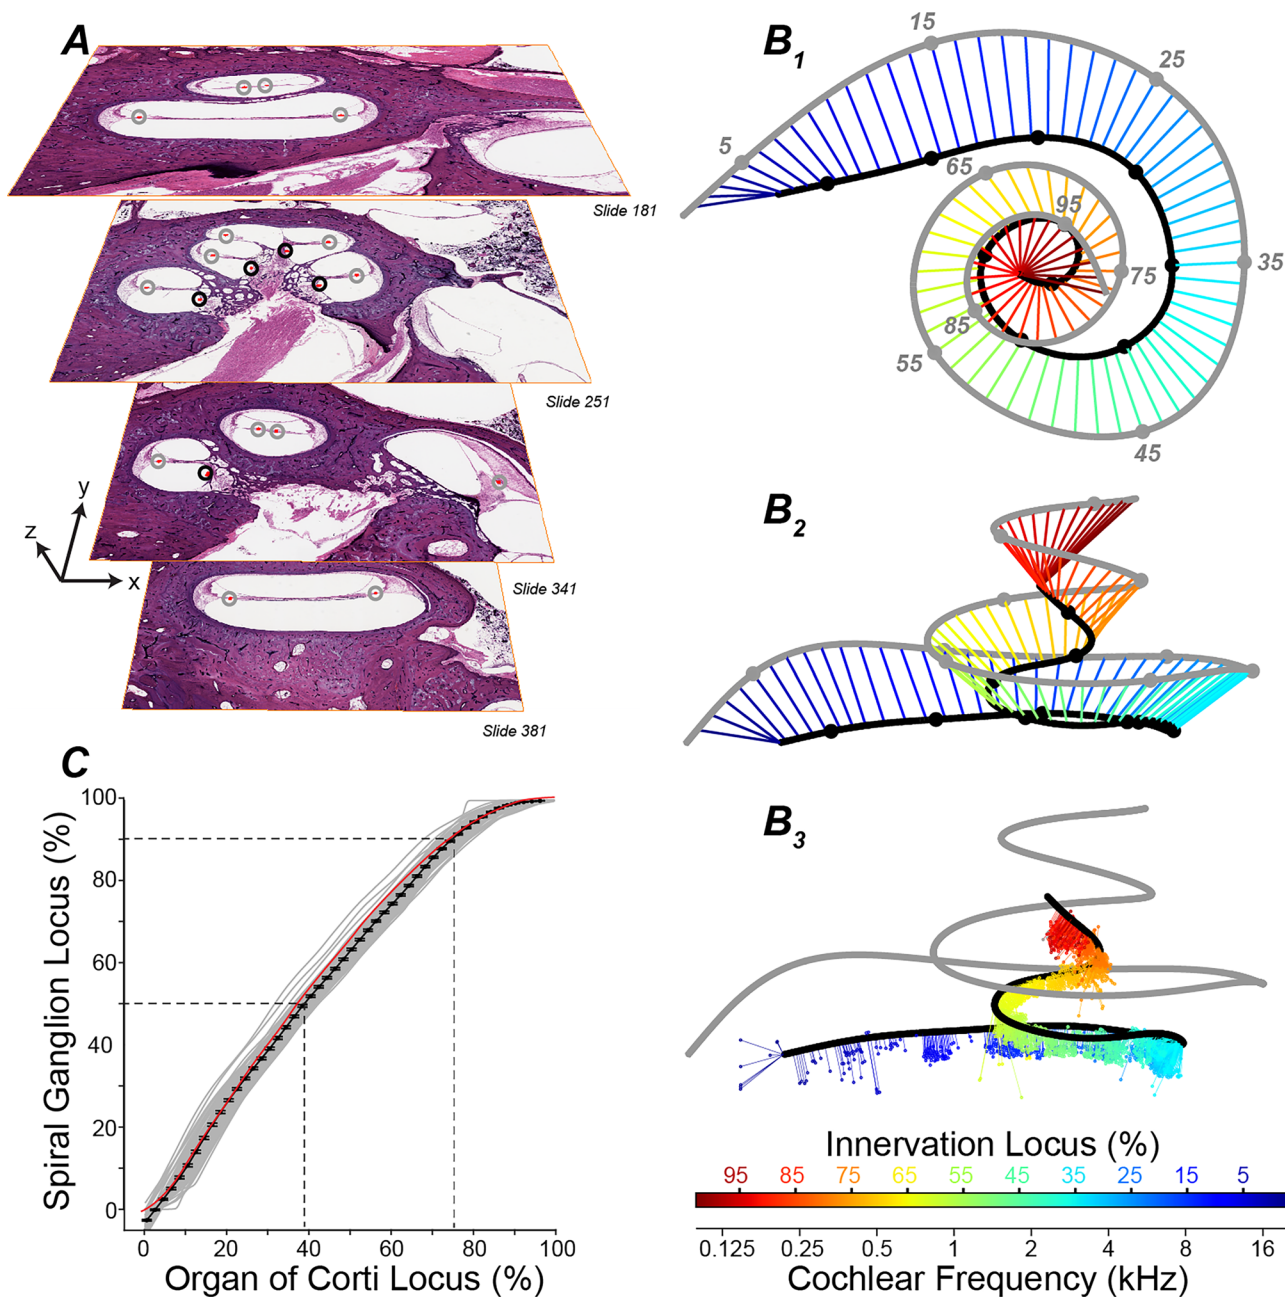 A
Slide 181
Slide 251
Slide 341
Slide 381
y
z
x
B1
5
15
25
35
45
55
65
75
85
95
B2
B3
Innervation Locus (%)
95 85 75 65 55 45 35 25 15 5
0.125 0.25 0.5 1 2 4 8 16
Cochlear Frequency (kHz)
C
Spiral Ganglion Locus (%)
100
80
60
40
20
0
0 20 40 60 80 100
Organ of Corti Locus (%)